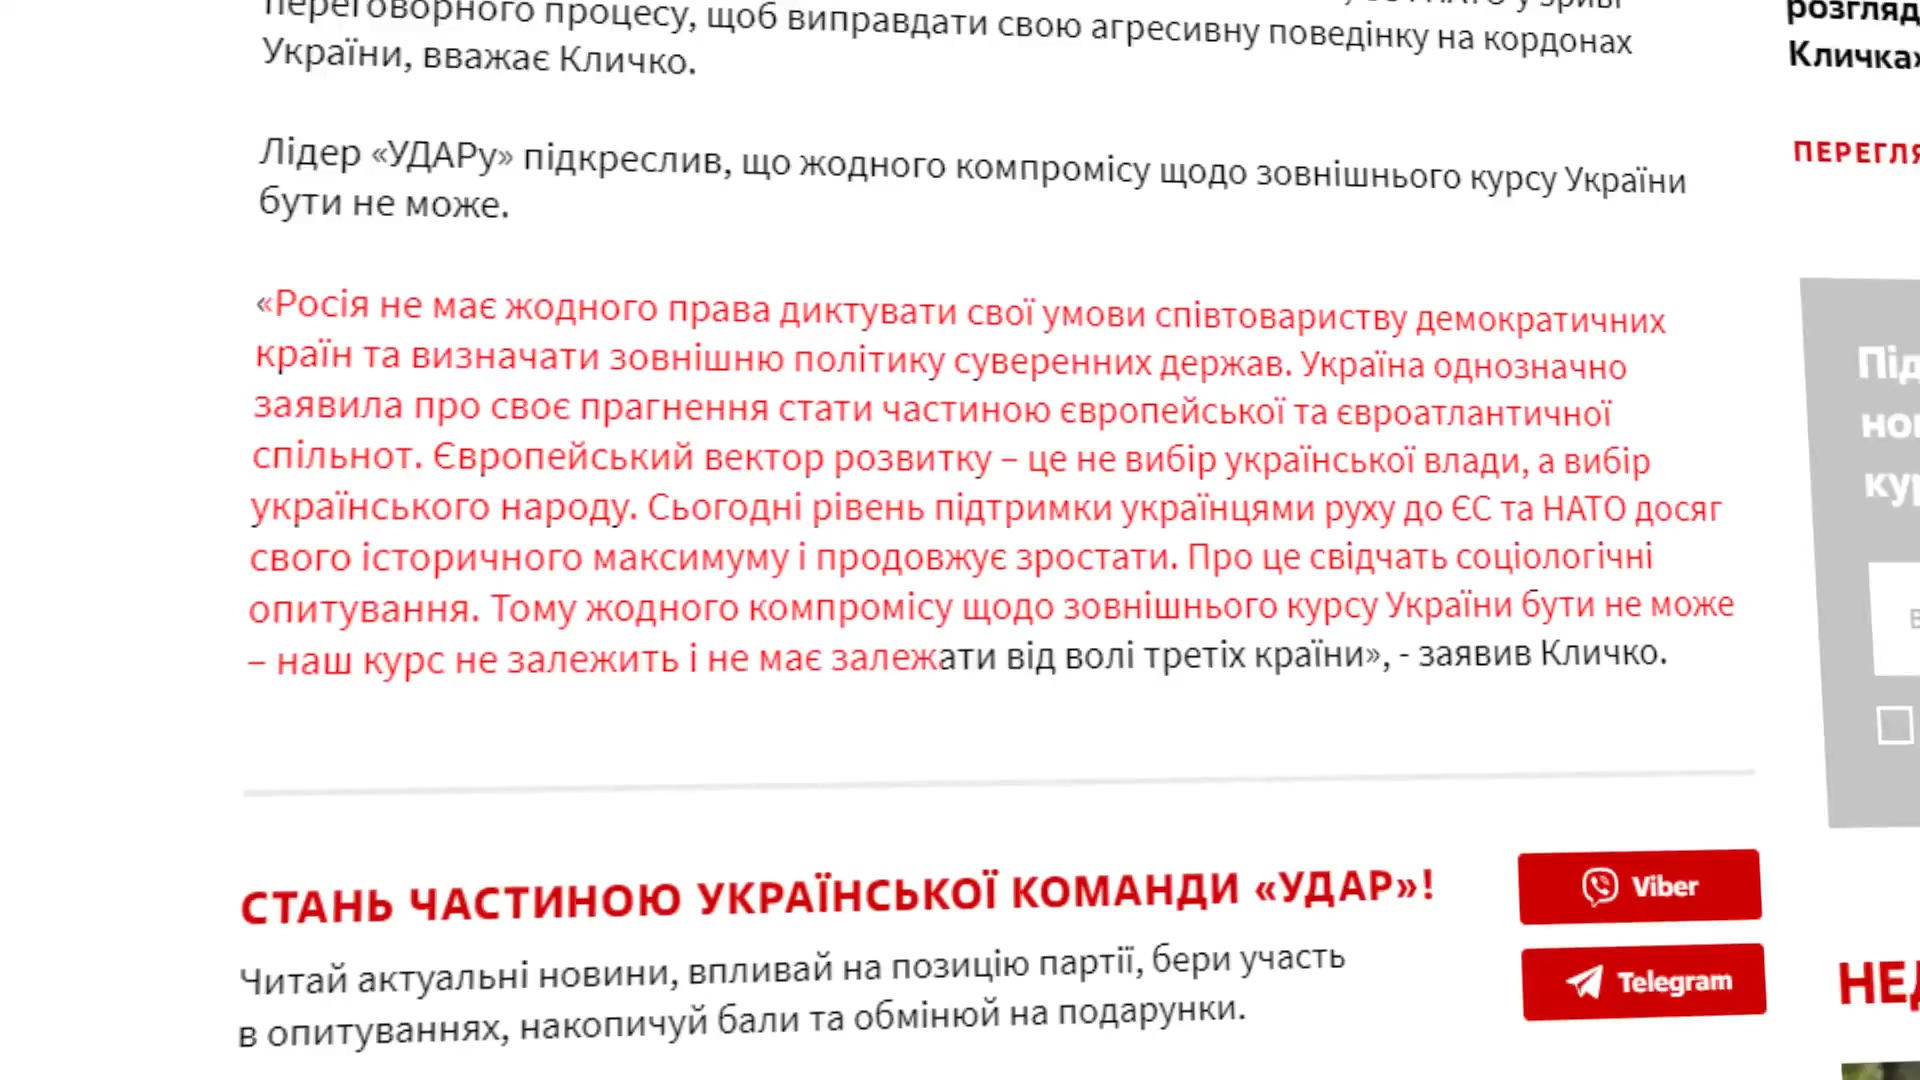 переговорного процесу, щоб виправдати свою агресивну поведінку на кордонах
України, вважає Кличко.
Лідер «УДАРу» підкреслив, що жодного компромісу щодо зовнішнього курсу України
бути не може.
«Росія не має жодного права диктувати свої умови співтовариству демократичних
країн та визначати зовнішню політику суверенних держав. Україна однозначно
заявила про своє прагнення стати частиною європейської та євроатлантичної
спільнот. Європейський вектор розвитку – це не вибір української влади, а вибір
українського народу. Сьогодні рівень підтримки українцями руху до ЄС та НАТО досяг
свого історичного максимуму і продовжує зростати. Про це свідчать соціологічні
опитування. Тому жодного компромісу щодо зовнішнього курсу України бути не може
– наш курс не залежить і не має залежати від волі третіх країни», - заявив Кличко.
СТАНЬ ЧАСТИНОЮ УКРАЇНСЬКОЇ КОМАНДИ «УДАР»!
Читай актуальні новини, впливай на позицію партії, бери участь
в опитуваннях, накопичуй бали та обмінюй на подарунки.
Viber
Telegram
Кличка»